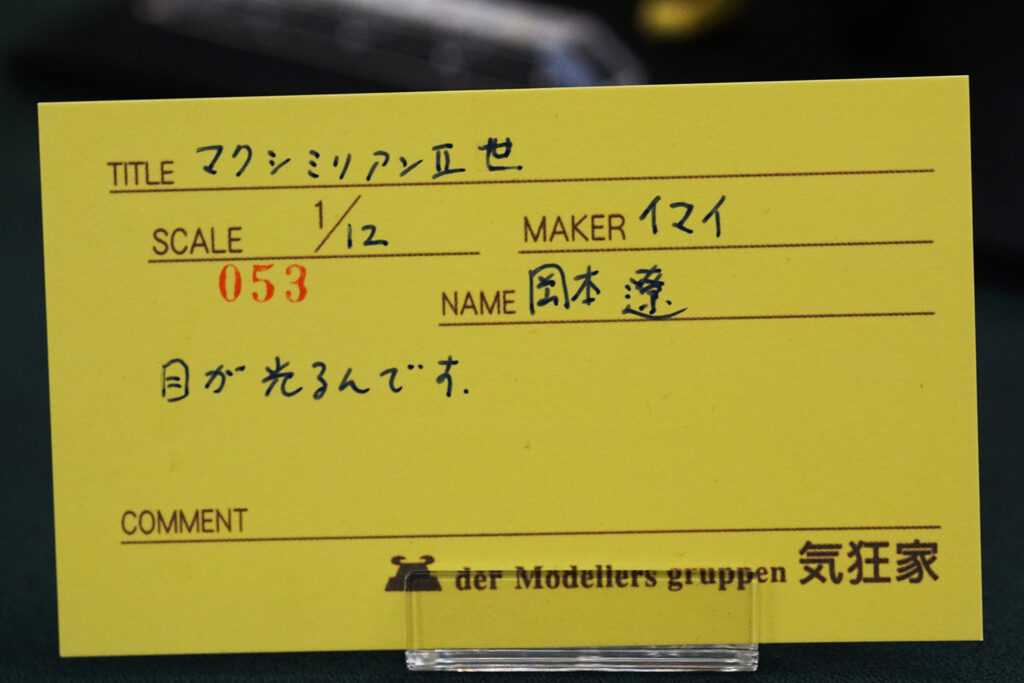 TITLE マクシミリアンⅡ世
SCALE 1/12 MAKER イマイ
053
NAME 岡本 遼
目が光るんです.
COMMENT
der Modellers gruppen 気狂家